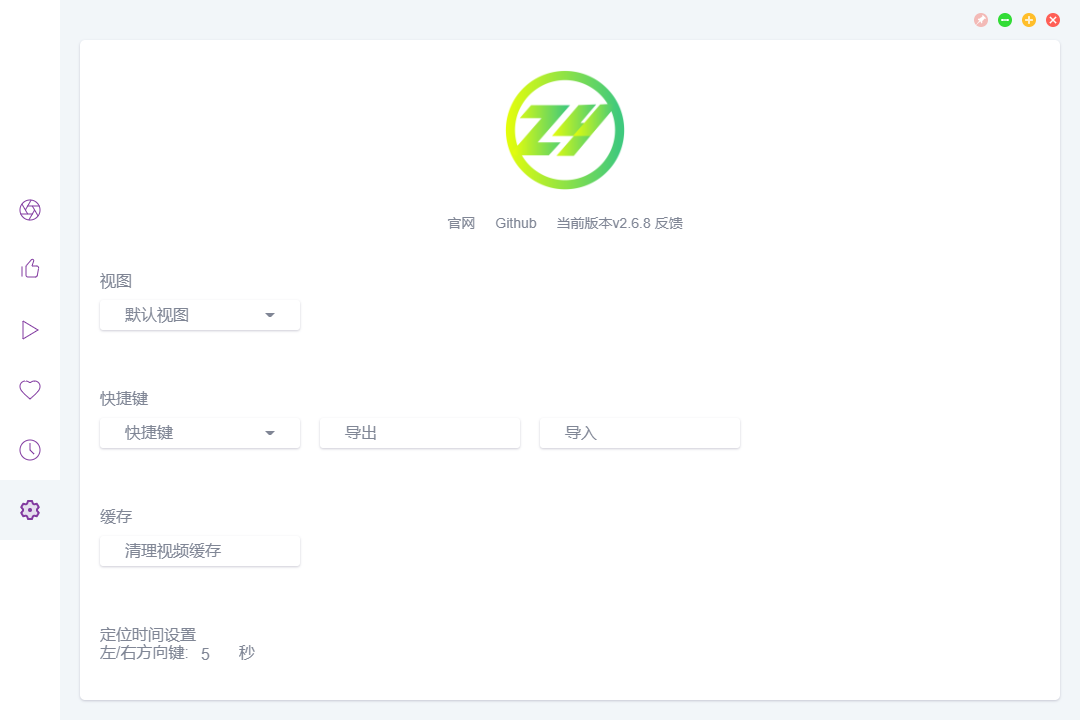 ZY
官网 Github 当前版本v2.6.8 反馈
视图
默认视图
快捷键
快捷键 导出 导入
缓存
清理视频缓存
定位时间设置
左/右方向键: 5 秒